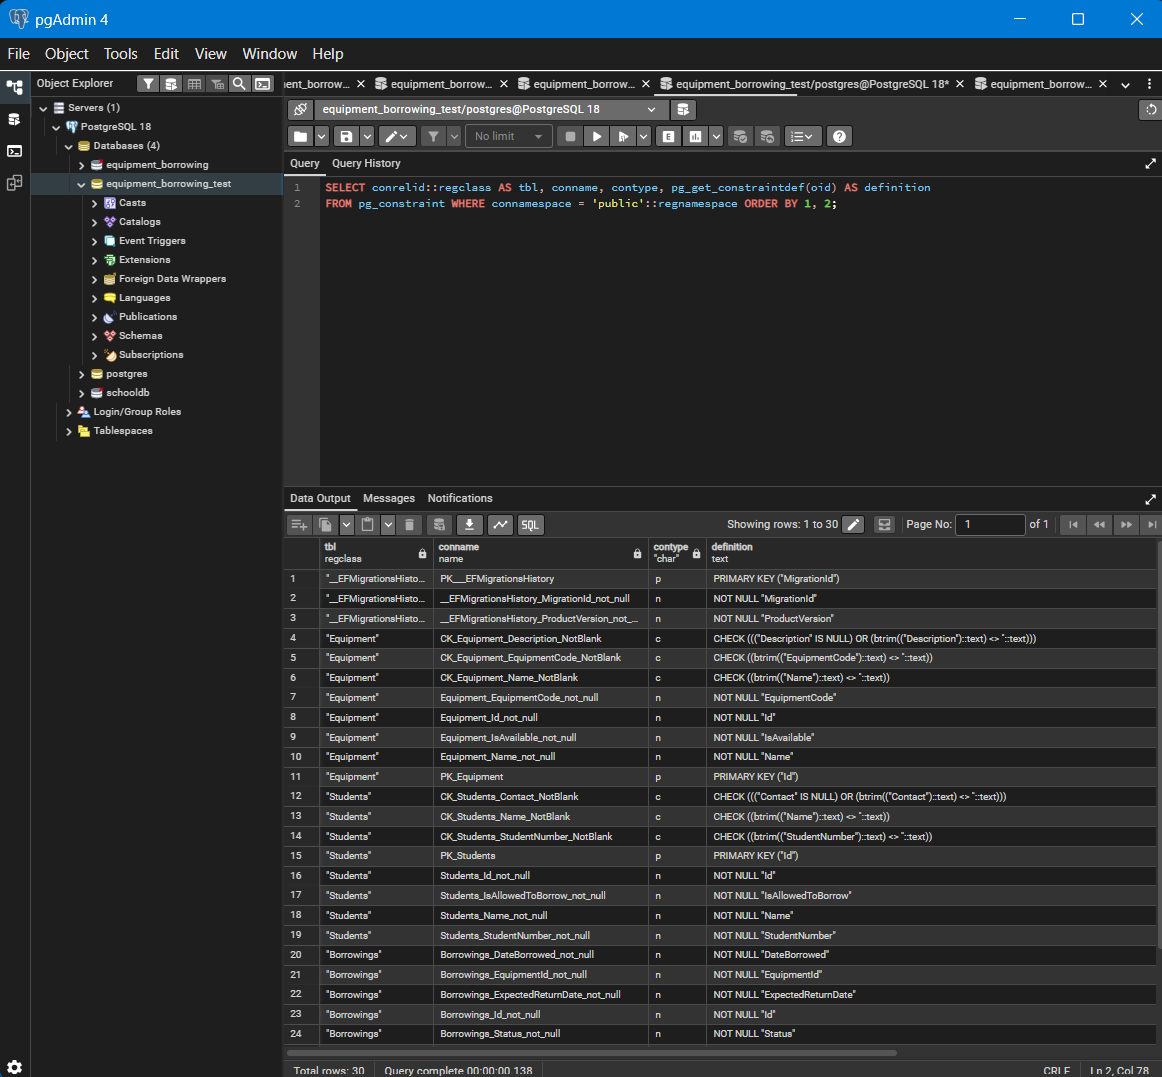 pgAdmin 4
File Object Tools Edit View Window Help
Object Explorer
ent_borrow...
equipment_borrow...
equipment_borrow...
equipment_borrowing_test/postgres@PostgreSQL 18*
equipment_borrow...
Servers (1)
PostgreSQL 18
Databases (4)
equipment_borrowing
equipment_borrowing_test
Casts
Catalogs
Event Triggers
Extensions
Foreign Data Wrappers
Languages
Publications
Schemas
Subscriptions
postgres
schooldb
Login/Group Roles
Tablespaces
equipment_borrowing_test/postgres@PostgreSQL 18
No limit
Query Query History
1 SELECT conrelid::regclass AS tbl, conname, contype, pg_get_constraintdef(oid) AS definition
2 FROM pg_constraint WHERE connamespace = 'public'::regnamespace ORDER BY 1, 2;
Data Output Messages Notifications
SQL Showing rows: 1 to 30 Page No: 1 of 1
tbl conname contype definition
regclass name "char" text
1 "__EFMigrationsHisto... PK___EFMigrationsHistory p PRIMARY KEY ("MigrationId")
2 "__EFMigrationsHisto... __EFMigrationsHistory_MigrationId_not_null n NOT NULL "MigrationId"
3 "__EFMigrationsHisto... __EFMigrationsHistory_ProductVersion_not_... n NOT NULL "ProductVersion"
4 "Equipment" CK_Equipment_Description_NotBlank c CHECK ((("Description" IS NULL) OR (btrim(("Description")::text) <> ''::text)))
5 "Equipment" CK_Equipment_EquipmentCode_NotBlank c CHECK ((btrim(("EquipmentCode")::text) <> ''::text))
6 "Equipment" CK_Equipment_Name_NotBlank c CHECK ((btrim(("Name")::text) <> ''::text))
7 "Equipment" Equipment_EquipmentCode_not_null n NOT NULL "EquipmentCode"
8 "Equipment" Equipment_Id_not_null n NOT NULL "Id"
9 "Equipment" Equipment_IsAvailable_not_null n NOT NULL "IsAvailable"
10 "Equipment" Equipment_Name_not_null n NOT NULL "Name"
11 "Equipment" PK_Equipment p PRIMARY KEY ("Id")
12 "Students" CK_Students_Contact_NotBlank c CHECK ((("Contact" IS NULL) OR (btrim(("Contact")::text) <> ''::text)))
13 "Students" CK_Students_Name_NotBlank c CHECK ((btrim(("Name")::text) <> ''::text))
14 "Students" CK_Students_StudentNumber_NotBlank c CHECK ((btrim(("StudentNumber")::text) <> ''::text))
15 "Students" PK_Students p PRIMARY KEY ("Id")
16 "Students" Students_Id_not_null n NOT NULL "Id"
17 "Students" Students_IsAllowedToBorrow_not_null n NOT NULL "IsAllowedToBorrow"
18 "Students" Students_Name_not_null n NOT NULL "Name"
19 "Students" Students_StudentNumber_not_null n NOT NULL "StudentNumber"
20 "Borrowings" Borrowings_DateBorrowed_not_null n NOT NULL "DateBorrowed"
21 "Borrowings" Borrowings_EquipmentId_not_null n NOT NULL "EquipmentId"
22 "Borrowings" Borrowings_ExpectedReturnDate_not_null n NOT NULL "ExpectedReturnDate"
23 "Borrowings" Borrowings_Id_not_null n NOT NULL "Id"
24 "Borrowings" Borrowings_Status_not_null n NOT NULL "Status"
Total rows: 30 Query complete 00:00:00.138 CRLF Ln 2, Col 78